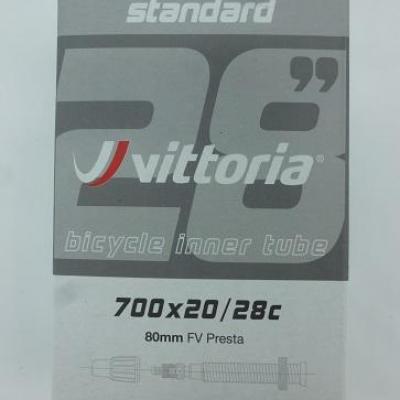 standard
28"
vittoria®
bicycle inner tube
700x20/28c
80mm FV Presta